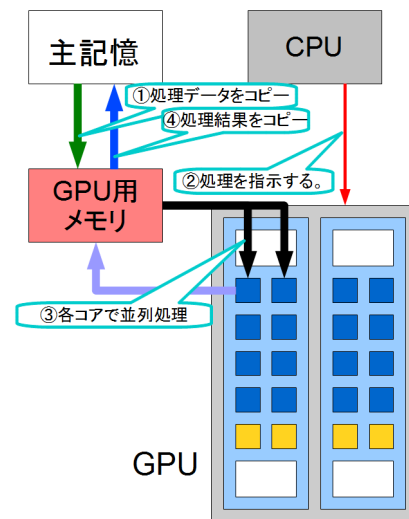 主記憶
CPU
①処理データをコピー
④処理結果をコピー
②処理を指示する。
GPU用
メモリ
③各コアで並列処理
GPU